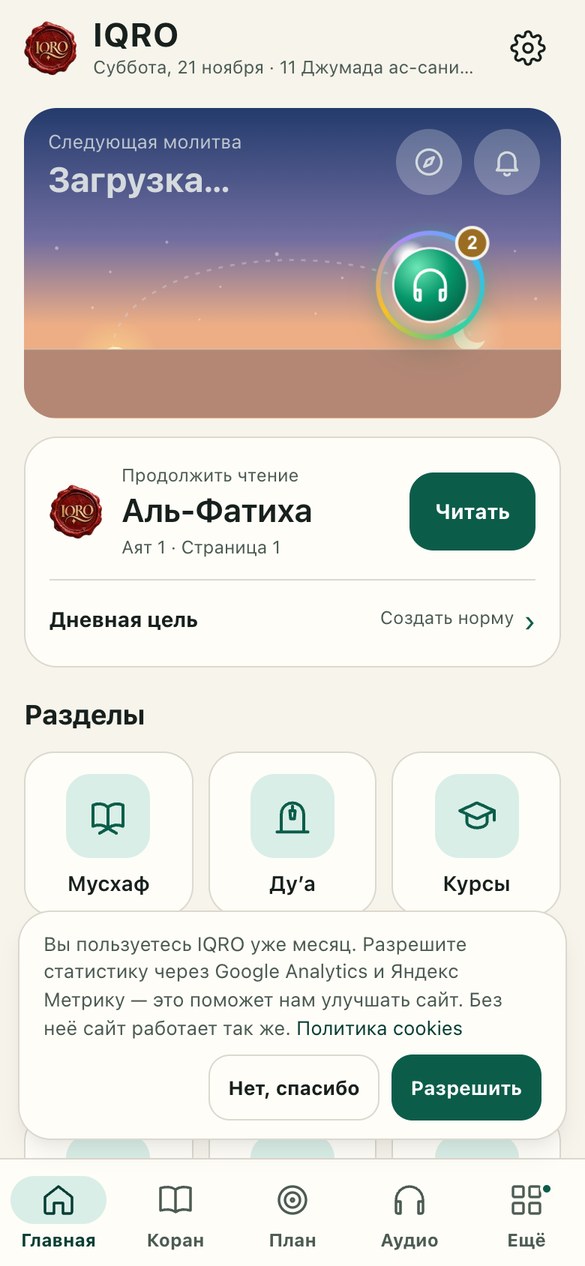 IQRO
IQRO
Суббота, 21 ноября · 11 Джумада ас-сани...
Следующая молитва
Загрузка...
2
Продолжить чтение
IQRO
Аль-Фатиха
Читать
Аят 1 · Страница 1
Дневная цель
Создать норму
Разделы
Мусхаф
Дуʼа
Курсы
Вы пользуетесь IQRO уже месяц. Разрешите
статистику через Google Analytics и Яндекс
Метрику — это поможет нам улучшать сайт. Без
неё сайт работает так же. Политика cookies
Нет, спасибо
Разрешить
Главная
Коран
План
Аудио
Ещё